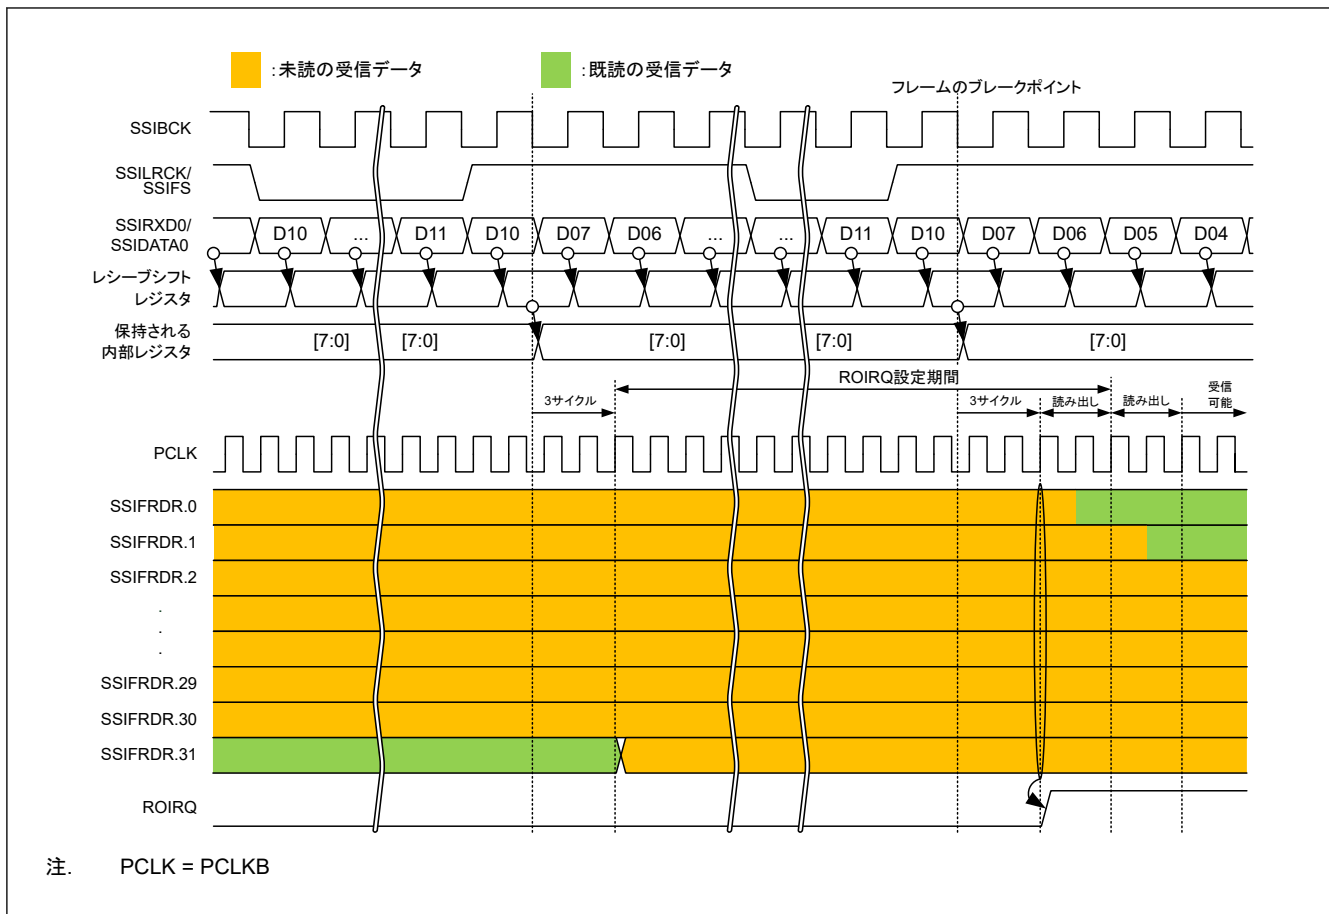 :未読の受信データ
:既読の受信データ
フレームのブレークポイント
SSIBCK
SSILRCK/
SSIFS
SSIRXD0/
SSIDATA0
D10 ... D11 D10 D07 D06 ... ... D11 D10 D07 D06 D05 D04
レシーブシフト
レジスタ
保持される
内部レジスタ
[7:0] [7:0] [7:0] [7:0] [7:0]
ROIRQ設定期間
3サイクル
3サイクル
読み出し
読み出し
受信
可能
PCLK
SSIFRDR.0
SSIFRDR.1
SSIFRDR.2
.
.
.
SSIFRDR.29
SSIFRDR.30
SSIFRDR.31
ROIRQ
注. PCLK = PCLKB